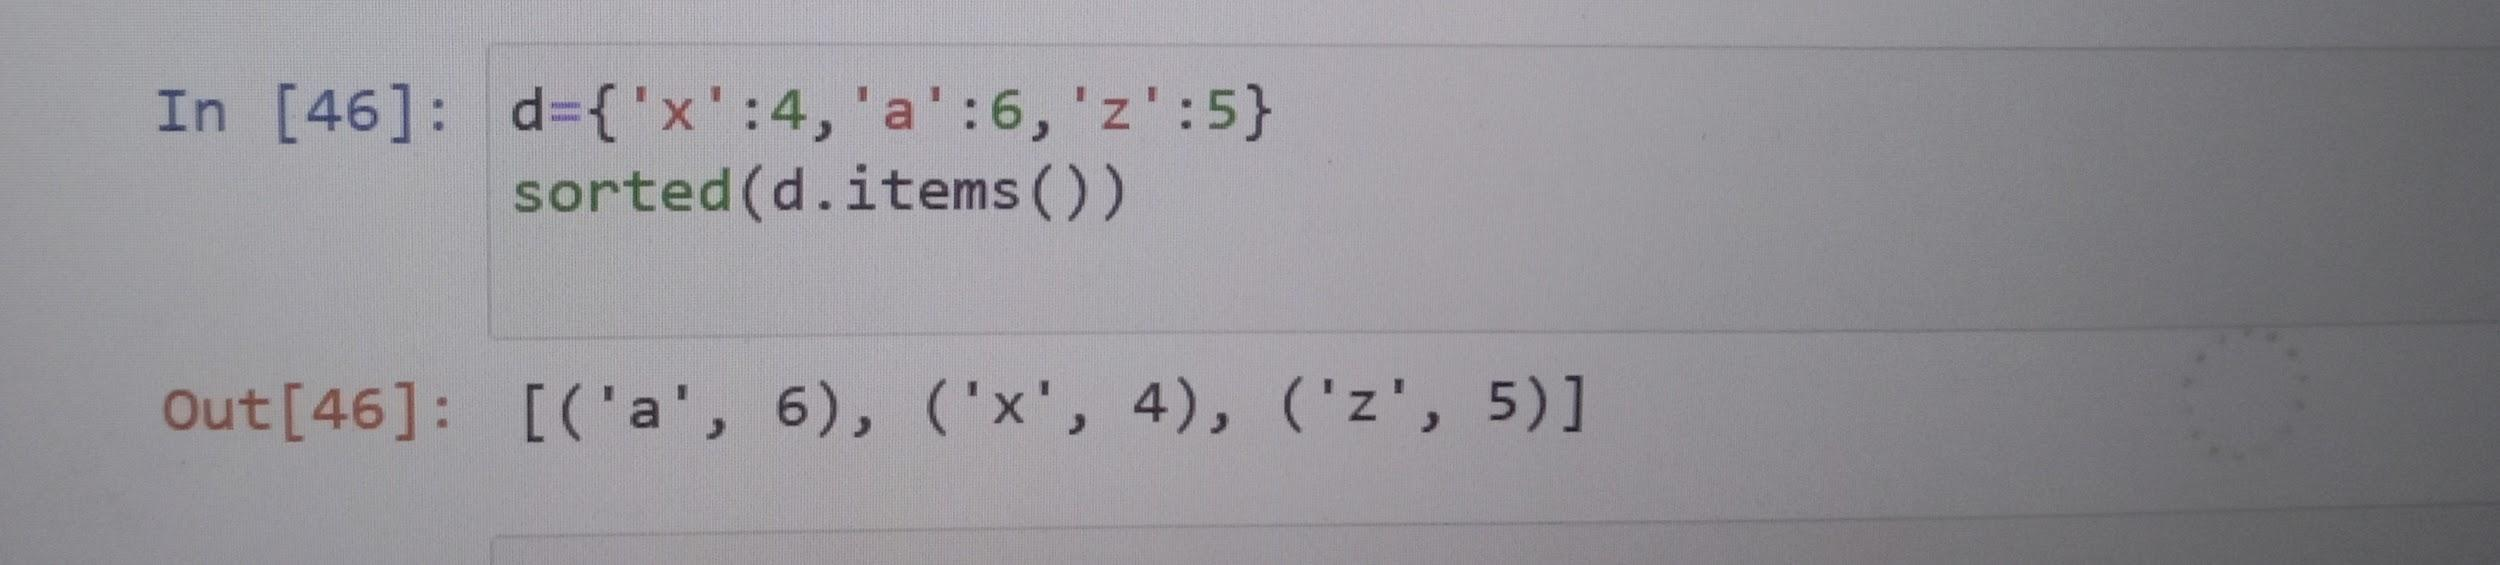 In [46]: d={'x':4,'a':6,'z':5}
sorted(d.items())
Out[46]: [('a', 6), ('x', 4), ('z', 5)]